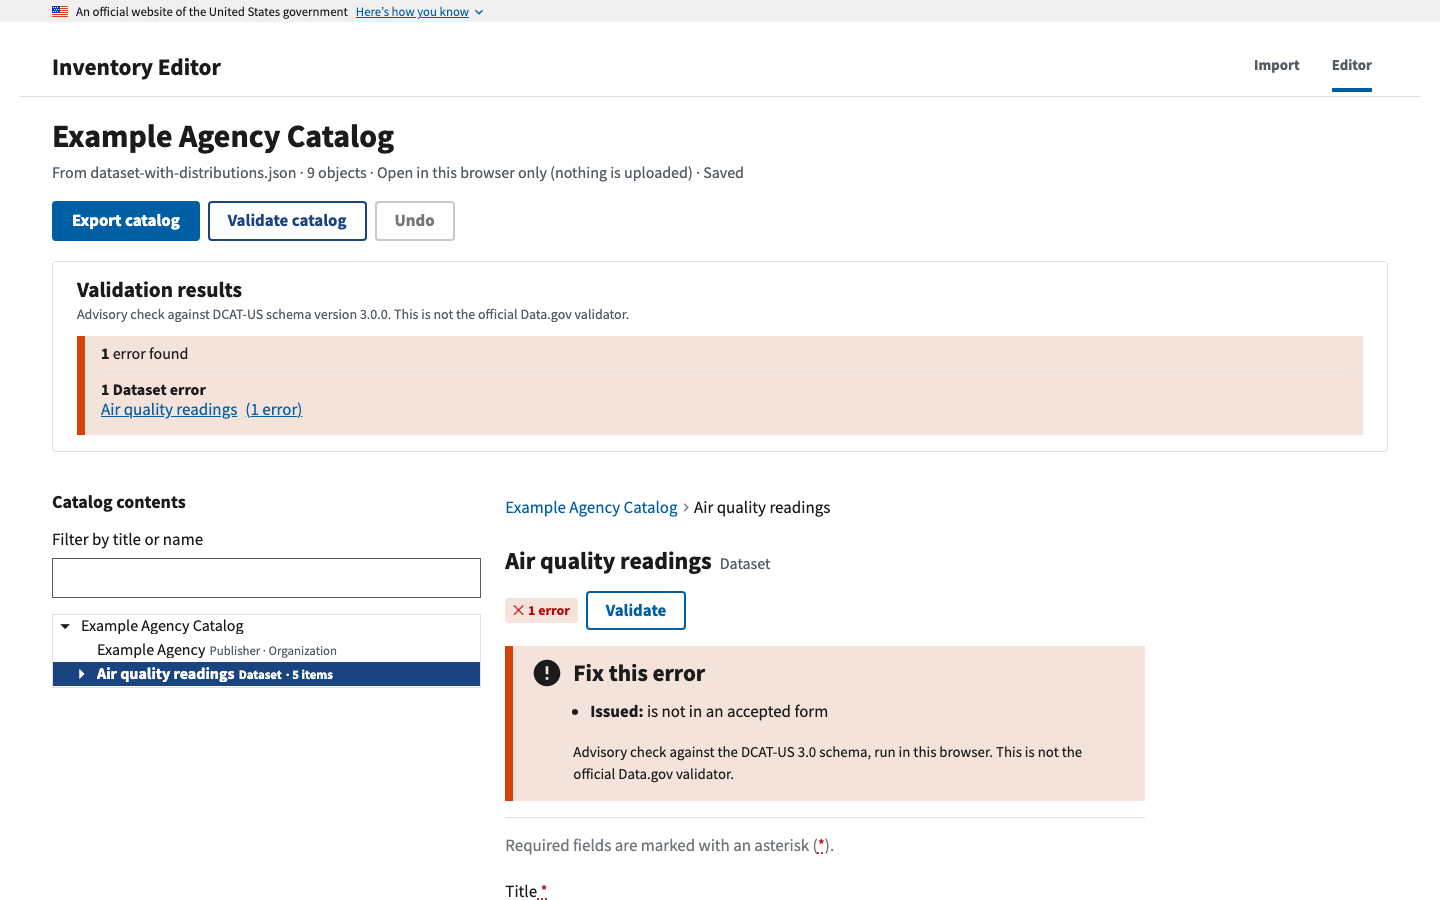 An official website of the United States government Here's how you know
Inventory Editor
Import
Editor
Example Agency Catalog
From dataset-with-distributions.json · 9 objects · Open in this browser only (nothing is uploaded) · Saved
Export catalog
Validate catalog
Undo
Validation results
Advisory check against DCAT-US schema version 3.0.0. This is not the official Data.gov validator.
1 error found
1 Dataset error
Air quality readings (1 error)
Catalog contents
Filter by title or name
Example Agency Catalog
Example Agency Publisher · Organization
Air quality readings Dataset · 5 items
Example Agency Catalog › Air quality readings
Air quality readings Dataset
1 error
Validate
Fix this error
Issued: is not in an accepted form
Advisory check against the DCAT-US 3.0 schema, run in this browser. This is not the
official Data.gov validator.
Required fields are marked with an asterisk (*).
Title *